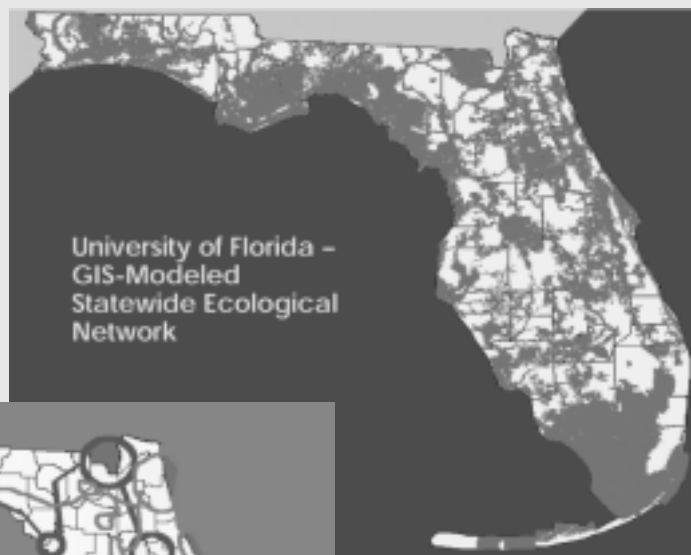 University of Florida –
GIS-Modeled
Statewide Ecological
Network